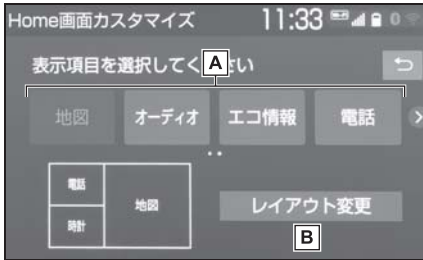 Home画面カスタマイズ 11:33 0
表示項目を選択してく A さい
地図 オーディオ エコ情報 電話
電話
地図
時計
レイアウト変更
B